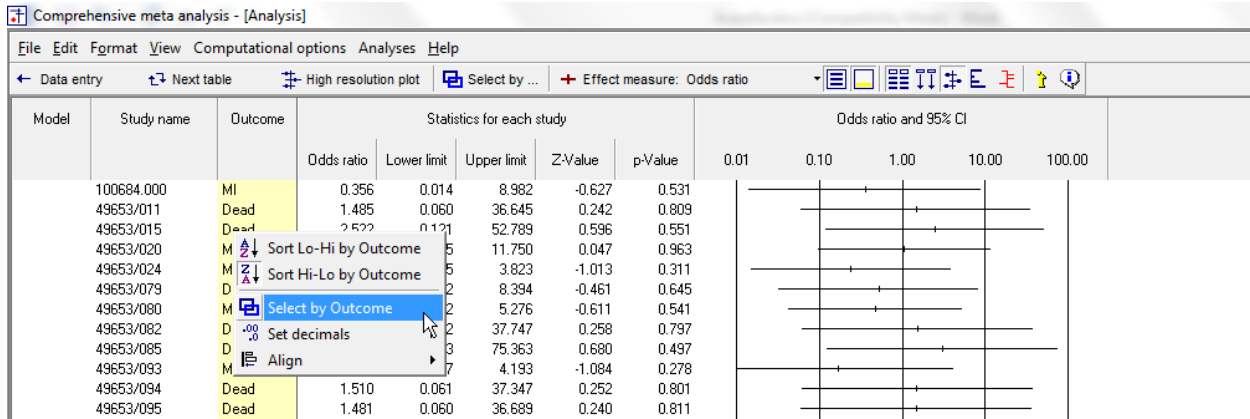 Comprehensive meta analysis - [Analysis]
File Edit Format View Computational options Analyses Help
← Data entry Next table High resolution plot Select by ... Effect measure: Odds ratio
Model Study name Outcome Statistics for each study Odds ratio and 95% CI
Odds ratio Lower limit Upper limit Z-Value p-Value 0.01 0.10 1.00 10.00 100.00
100684.000 MI 0.356 0.014 8.982 -0.627 0.531
49653/011 Dead 1.485 0.060 36.645 0.242 0.809
49653/015 Dead 2.522 0.121 52.789 0.596 0.551
49653/020 M 5 11.750 0.047 0.963
49653/024 M 5 3.823 -1.013 0.311
49653/079 D 2 8.394 -0.461 0.645
49653/080 M 2 5.276 -0.611 0.541
49653/082 D 2 37.747 0.258 0.797
49653/085 D 3 75.363 0.680 0.497
49653/093 M 7 4.193 -1.084 0.278
49653/094 Dead 1.510 0.061 37.347 0.252 0.801
49653/095 Dead 1.481 0.060 36.689 0.240 0.811
Sort Lo-Hi by Outcome
Sort Hi-Lo by Outcome
Select by Outcome
Set decimals
Align